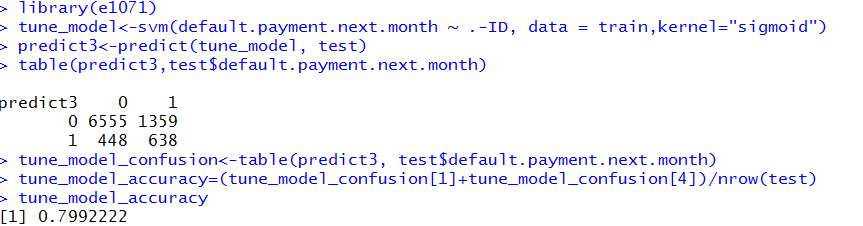 > library(e1071)
> tune_model<-svm(default.payment.next.month ~ .-ID, data = train,kernel="sigmoid")
> predict3<-predict(tune_model, test)
> table(predict3,test$default.payment.next.month)
predict3    0    1
       0 6555 1359
       1  448  638
> tune_model_confusion<-table(predict3, test$default.payment.next.month)
> tune_model_accuracy=(tune_model_confusion[1]+tune_model_confusion[4])/nrow(test)
> tune_model_accuracy
[1] 0.7992222